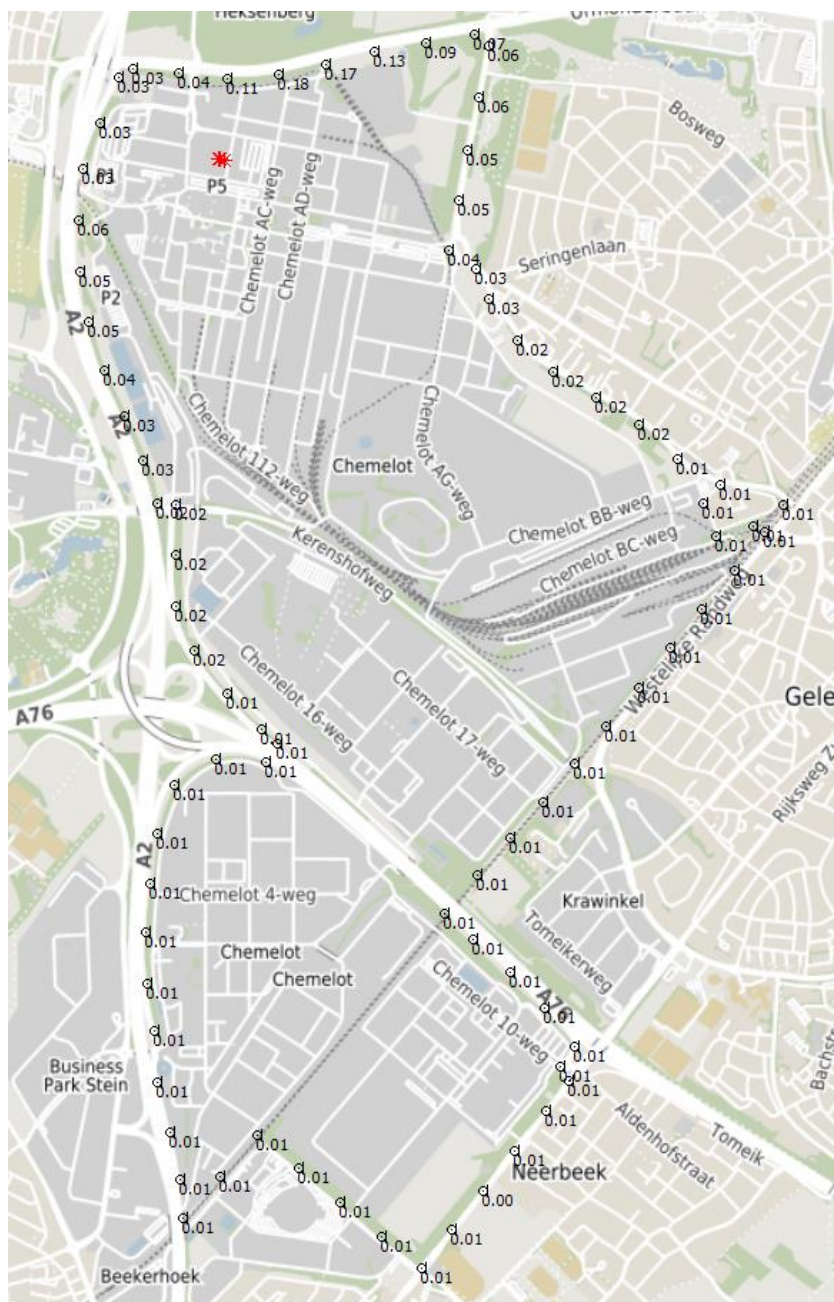 Heksenberg
0.07
0.06
0.09
0.13
0.17
0.18
0.11
0.04
0.03
0.03
0.03
0.06
Bosweg
0.05
0.03
P5
0.05
0.06
Chemelot AC-weg
Chemelot AD-weg
Seringenlaan
0.04
0.03
0.05
P2
0.03
A2
0.05
0.02
0.04
0.02
Chemelot AG-weg
0.02
A2
0.03
0.02
Chemelot 112-weg
0.03
Chemelot
0.01
0.01
0.02
0.02
0.01
0.01
Chemelot BB-weg
0.01
0.01
0.01
Chemelot BC-weg
Kerenshofweg
0.02
0.01
Westelijke Randweg
0.02
0.01
0.02
0.01
Chemelot 16-weg
Chemelot 17-weg
0.01
0.01
Gele
A76
0.01
0.01
0.01
0.01
0.01
0.01
Rijksweg Z
0.01
0.01
0.01
0.01
A2
0.01
0.01
Chemelot 4-weg
Krawinkel
0.01
0.01
Tomeikerweg
0.01
Chemelot
Chemelot
0.01
0.01
A76
Chemelot 10-weg
0.01
0.01
0.01
Business
Park Stein
Bachst
0.01
0.01
0.01
0.01
Aldenhofstraat
Tomeik
0.01
0.01
0.01
0.01
Neerbeek
0.01
0.01
0.00
0.01
0.01
0.01
0.01
Beekerhoek
0.01